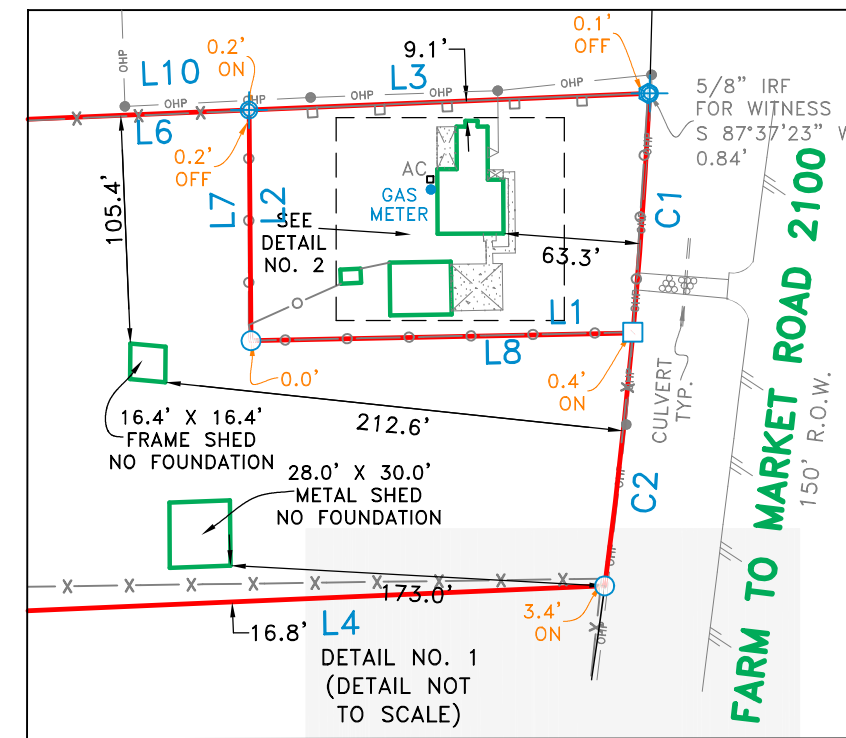 0.1'
OFF
0.2'
ON
9.1'
OHP
L10
L3
OHP
OHP
OHP
OHP
5/8" IRF
FOR WITNESS
S 87°37'23" W
0.84'
L6
0.2'
OFF
AC
GAS
METER
105.4'
L7
L2
SEE
DETAIL
NO. 2
C1
63.3'
L1
L8
0.0'
0.4'
ON
CULVERT
TYP.
FARM TO MARKET ROAD 2100
150' R.O.W.
16.4' X 16.4'
FRAME SHED
NO FOUNDATION
212.6'
28.0' X 30.0'
METAL SHED
NO FOUNDATION
C2
173.0'
3.4'
ON
16.8'
L4
OHP
DETAIL NO. 1
(DETAIL NOT
TO SCALE)